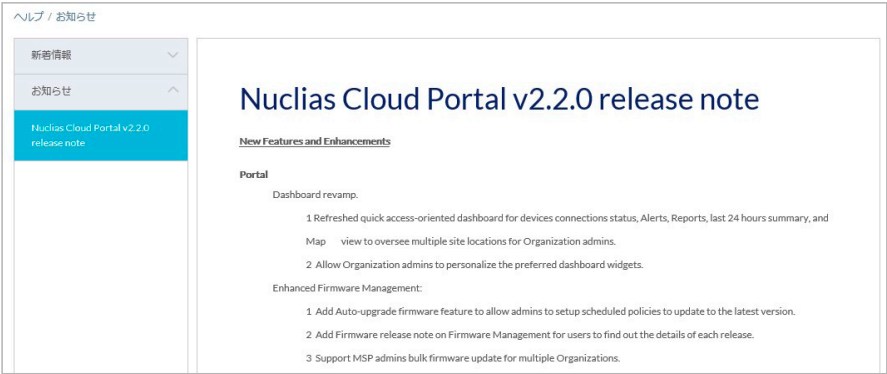 ヘルプ / お知らせ
新着情報
お知らせ
Nuclias Cloud Portal v2.2.0
release note
Nuclias Cloud Portal v2.2.0 release note
New Features and Enhancements
Portal
Dashboard revamp.
1 Refreshed quick access-oriented dashboard for devices connections status, Alerts, Reports, last 24 hours summary, and
Map view to oversee multiple site locations for Organization admins.
2 Allow Organization admins to personalize the preferred dashboard widgets.
Enhanced Firmware Management:
1 Add Auto-upgrade firmware feature to allow admins to setup scheduled policies to update to the latest version.
2 Add Firmware release note on Firmware Management for users to find out the details of each release.
3 Support MSP admins bulk firmware update for multiple Organizations.